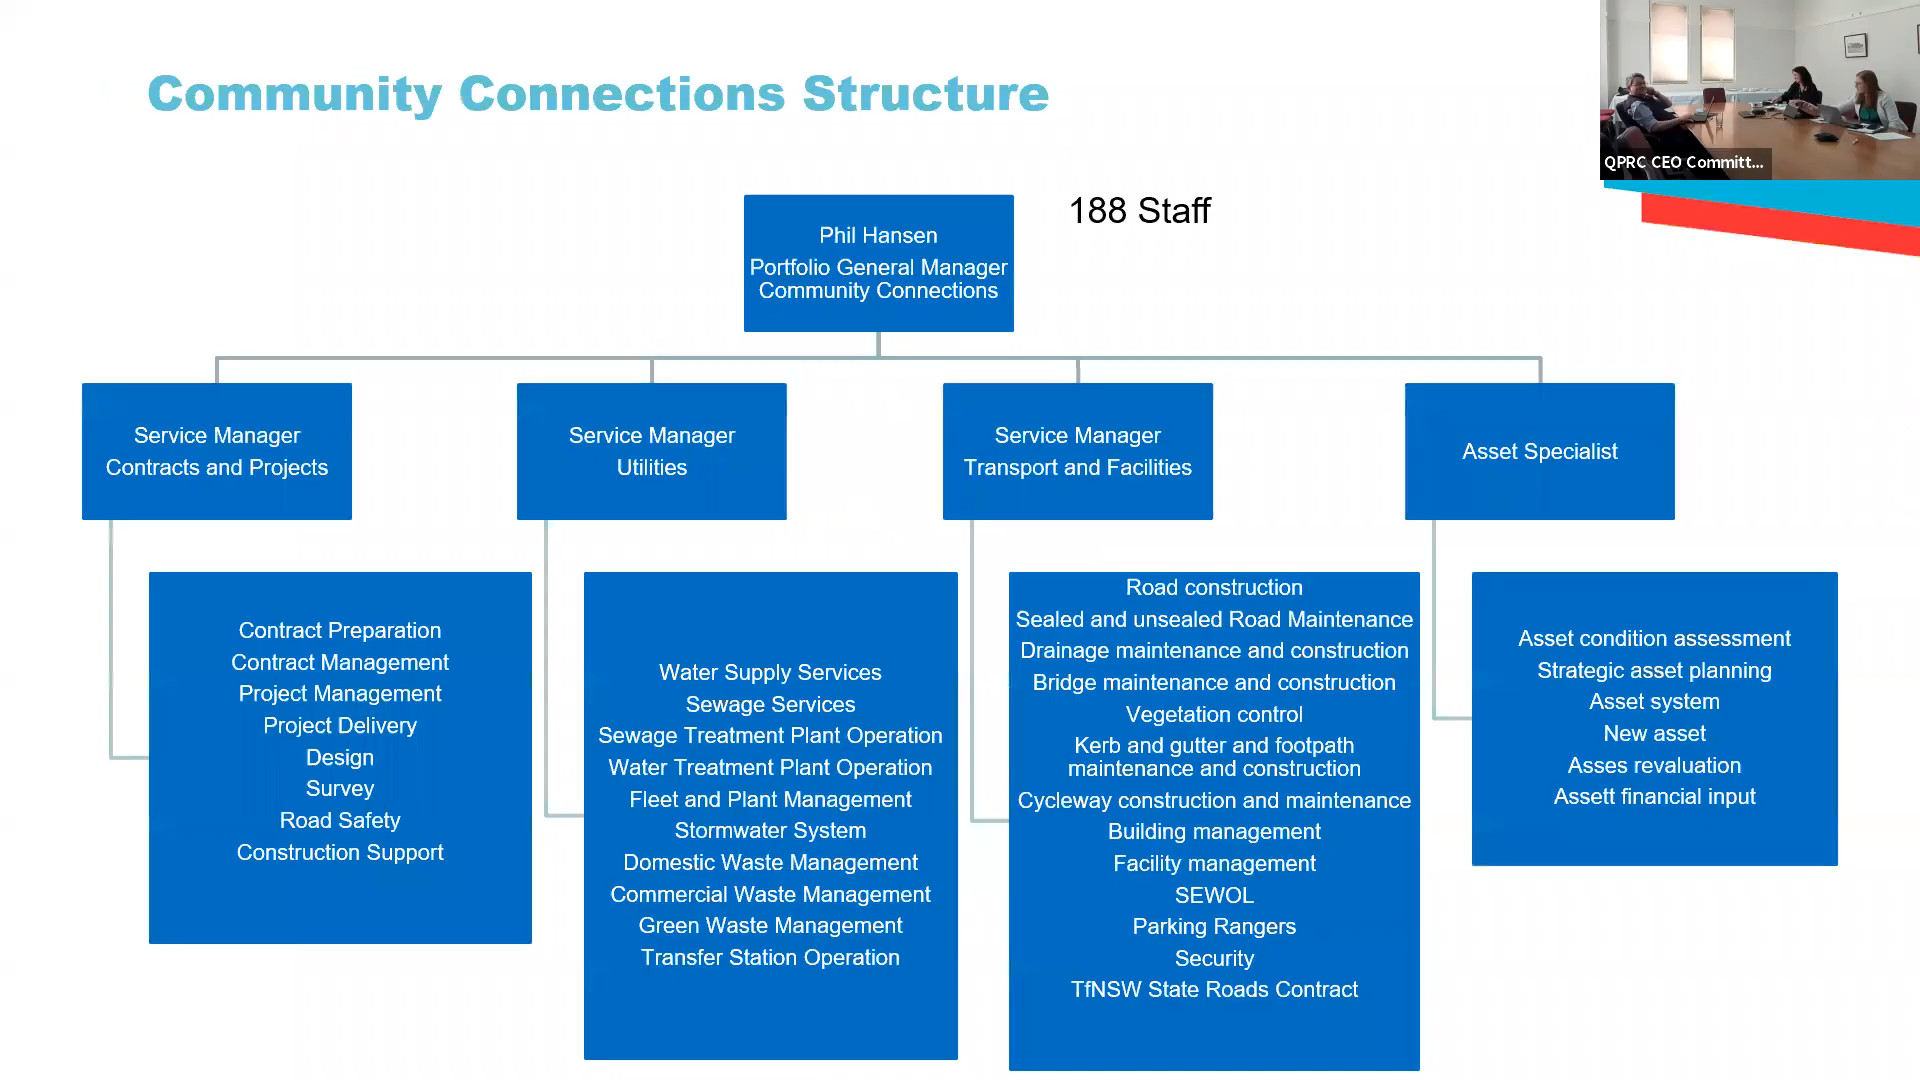 Community Connections Structure
QPRC CEO Committ...
188 Staff
Phil Hansen
Portfolio General Manager
Community Connections
Service Manager
Contracts and Projects
Service Manager
Utilities
Service Manager
Transport and Facilities
Asset Specialist
Contract Preparation
Contract Management
Project Management
Project Delivery
Design
Survey
Road Safety
Construction Support
Water Supply Services
Sewage Services
Sewage Treatment Plant Operation
Water Treatment Plant Operation
Fleet and Plant Management
Stormwater System
Domestic Waste Management
Commercial Waste Management
Green Waste Management
Transfer Station Operation
Road construction
Sealed and unsealed Road Maintenance
Drainage maintenance and construction
Bridge maintenance and construction
Vegetation control
Kerb and gutter and footpath
maintenance and construction
Cycleway construction and maintenance
Building management
Facility management
SEWOL
Parking Rangers
Security
TfNSW State Roads Contract
Asset condition assessment
Strategic asset planning
Asset system
New asset
Asses revaluation
Assett financial input